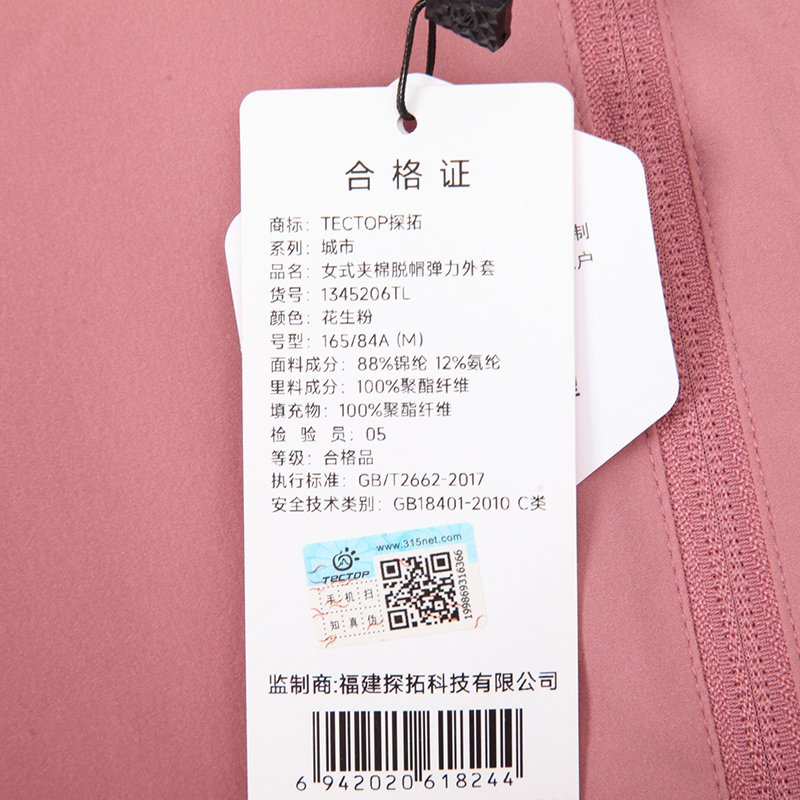 合格证
商标：TECTOP探拓
系列：城市
品名：女式夹棉脱帽弹力外套
货号：1345206TL
颜色：花生粉
号型：165/84A (M)
面料成分：88%锦纶 12%氨纶
里料成分：100%聚酯纤维
填充物：100%聚酯纤维
检 验 员：05
等级：合格品
执行标准：GB/T2662-2017
安全技术类别：GB18401-2010 C类
www.315net.com
TECTOP
手机扫
知真伪
199869316366
监制商:福建探拓科技有限公司
6 942020 618244
制
户